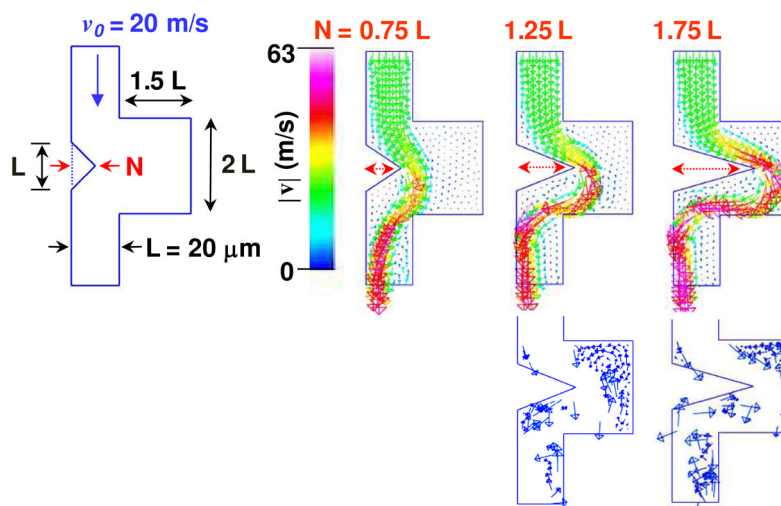 v₀ = 20 m/s
N = 0.75 L
1.25 L
1.75 L
63
1.5 L
|v| (m/s)
L
N
2 L
L = 20 μm
0